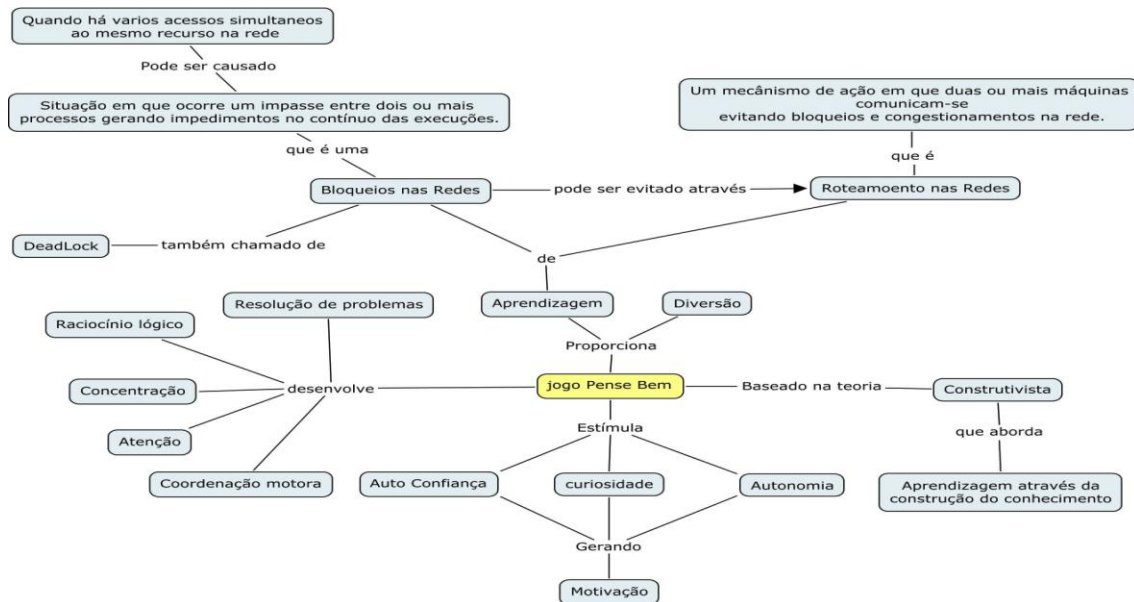 Quando há varios acessos simultaneos
ao mesmo recurso na rede
Pode ser causado
Situação em que ocorre um impasse entre dois ou mais
processos gerando impedimentos no contínuo das execuções.
Um mecânismo de ação em que duas ou mais máquinas
comunicam-se
evitando bloqueios e congestionamentos na rede.
que é uma
que é
Bloqueios nas Redes
pode ser evitado através
Roteamoento nas Redes
DeadLock
também chamado de
de
Aprendizagem
Diversão
Resolução de problemas
Raciocínio lógico
Proporciona
Concentração
desenvolve
jogo Pense Bem
Baseado na teoria
Construtivista
Atenção
Estímula
que aborda
Coordenação motora
Auto Confiança
curiosidade
Autonomia
Aprendizagem através da
construção do conhecimento
Gerando
Motivação